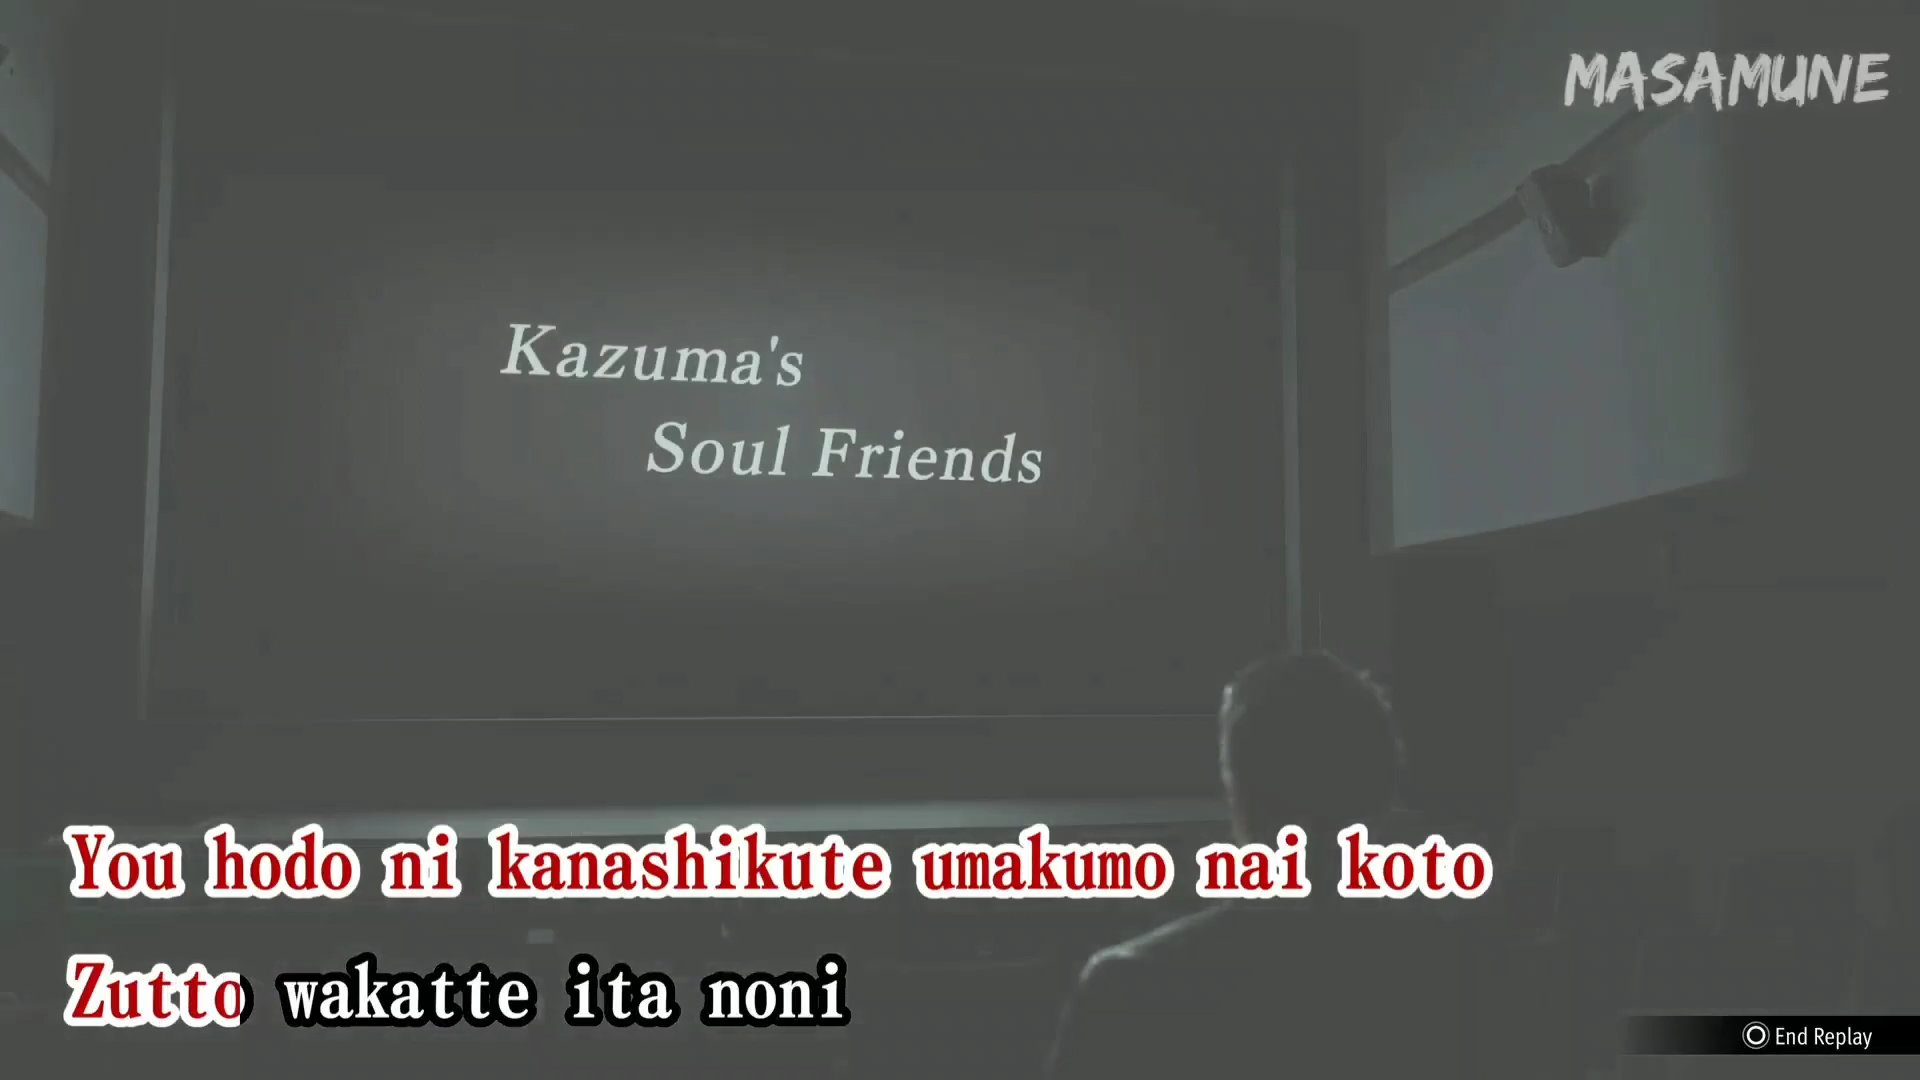 MASAMUNE
Kazuma's
Soul Friends
You hodo ni kanashikute umakumo nai koto
Zutto wakatte ita noni
End Replay